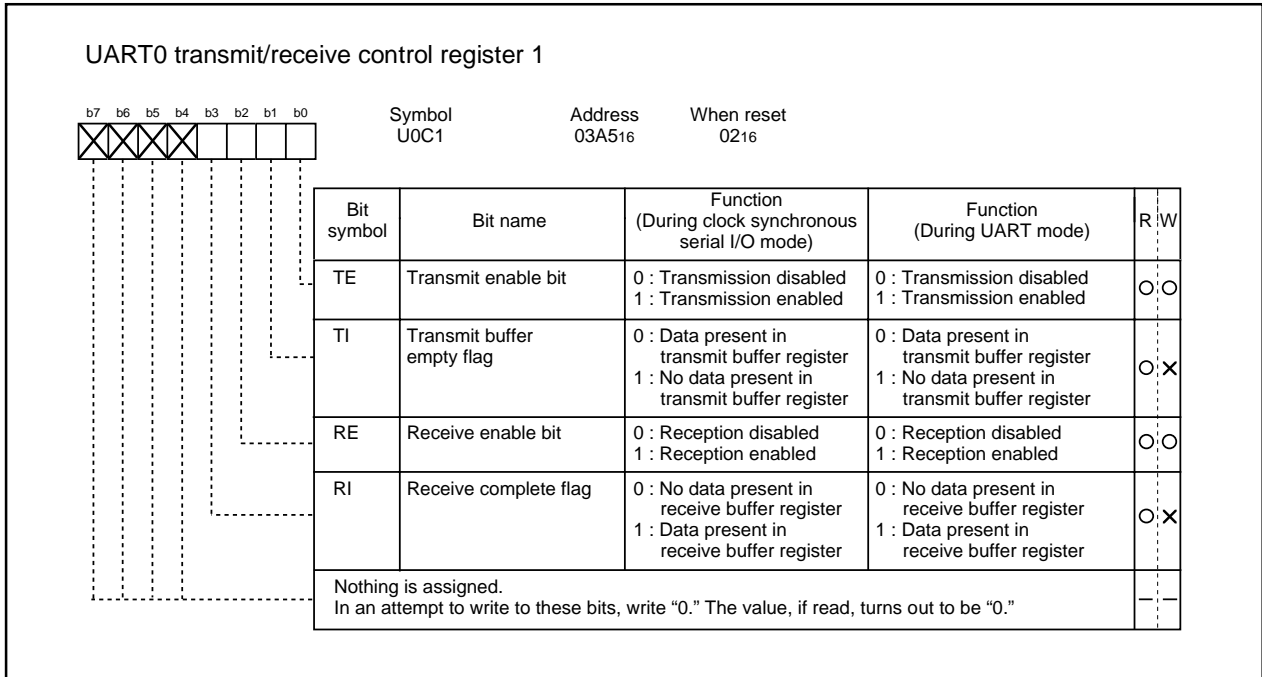 UART0 transmit/receive control register 1
b7 b6 b5 b4 b3 b2 b1 b0
Symbol Address When reset
U0C1 03A516 0216
Bit symbol Bit name Function (During clock synchronous serial I/O mode) Function (During UART mode) R W
TE Transmit enable bit 0 : Transmission disabled 0 : Transmission disabled
1 : Transmission enabled 1 : Transmission enabled
TI Transmit buffer 0 : Data present in 0 : Data present in
empty flag transmit buffer register transmit buffer register
1 : No data present in 1 : No data present in
transmit buffer register transmit buffer register
RE Receive enable bit 0 : Reception disabled 0 : Reception disabled
1 : Reception enabled 1 : Reception enabled
RI Receive complete flag 0 : No data present in 0 : No data present in
receive buffer register receive buffer register
1 : Data present in 1 : Data present in
receive buffer register receive buffer register
Nothing is assigned.
In an attempt to write to these bits, write “0.” The value, if read, turns out to be “0.”